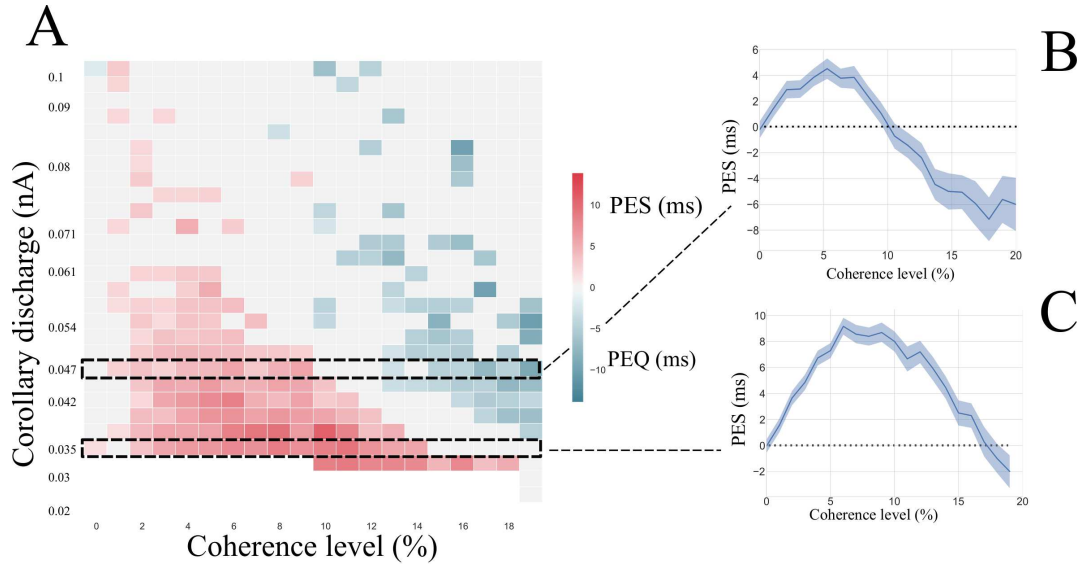 A
Corollary discharge (nA)
0.1
0.09
0.08
0.071
0.061
0.054
0.047
0.042
0.035
0.03
0.02
0 2 4 6 8 10 12 14 16 18
Coherence level (%)
10
5
0
−5
−10
PES (ms)
PEQ (ms)
B
PES (ms)
6
4
2
0
−2
−4
−6
−8
0 5 10 15 20
Coherence level (%)
C
PES (ms)
10
8
6
4
2
0
−2
0 5 10 15 20
Coherence level (%)